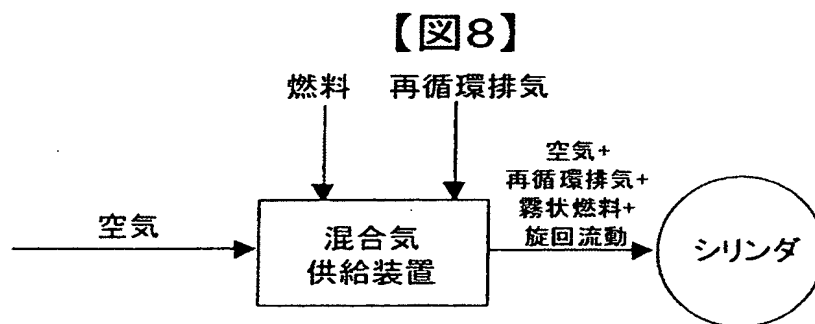 【図8】
燃料
再循環排気
空気
混合気
供給装置
空気+
再循環排気+
霧状燃料+
旋回流動
シリンダ